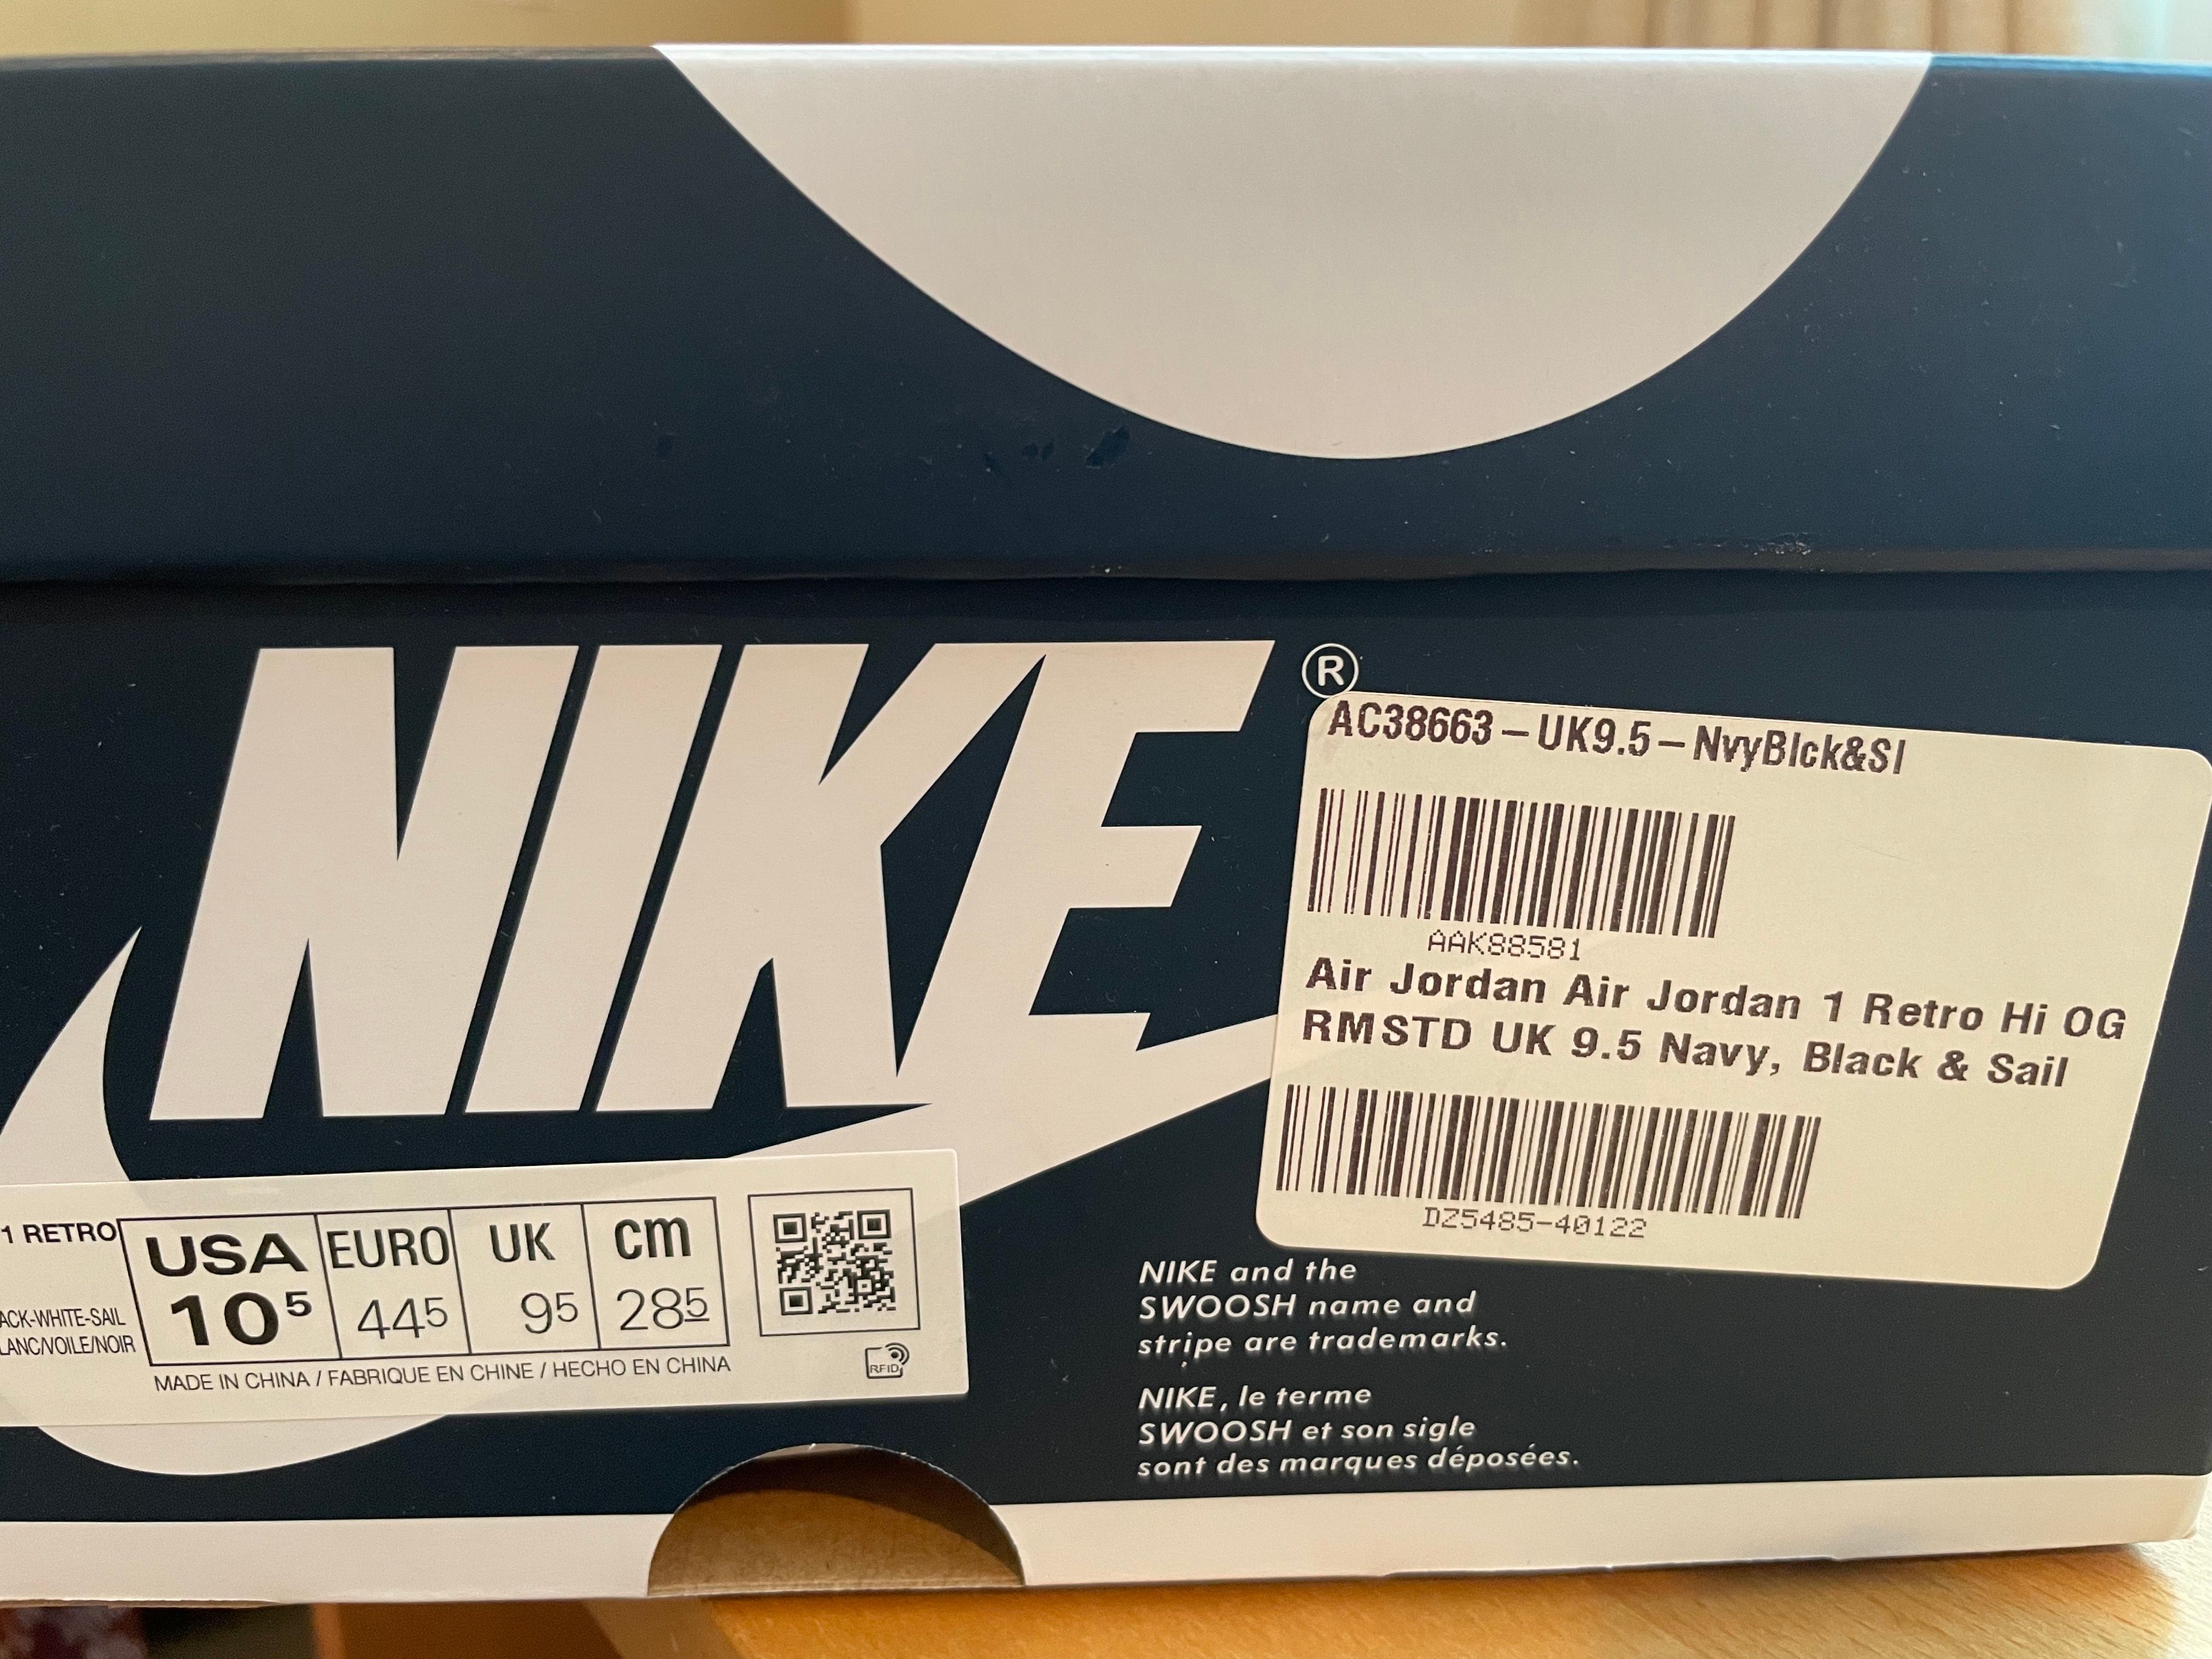 NIKE®
AC38663-UK9.5-NvyBlck&Sl
AAK88581
Air Jordan Air Jordan 1 Retro Hi OG
RMSTD UK 9.5 Navy, Black & Sail
DZ5485-40122
1 RETRO
USA EURO UK cm
10⁵ 44⁵ 9⁵ 28⁵
ACK-WHITE-SAIL
LANC/VOILE/NOIR
MADE IN CHINA / FABRIQUE EN CHINE / HECHO EN CHINA
RFID
NIKE and the
SWOOSH name and
stripe are trademarks.
NIKE, le terme
SWOOSH et son sigle
sont des marques déposées.